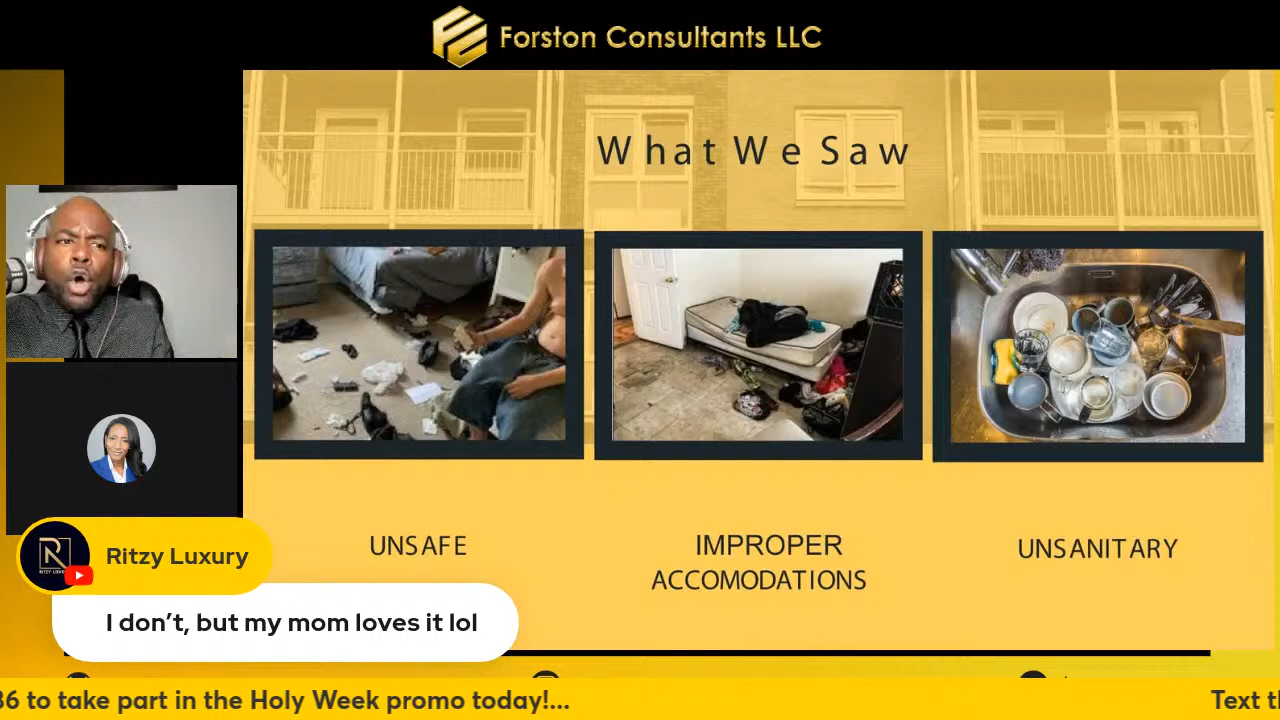 Forston Consultants LLC
What We Saw
UNSAFE
IMPROPER
ACCOMODATIONS
UNSANITARY
Ritzy Luxury
I don't, but my mom loves it lol
36 to take part in the Holy Week promo today!...
Text